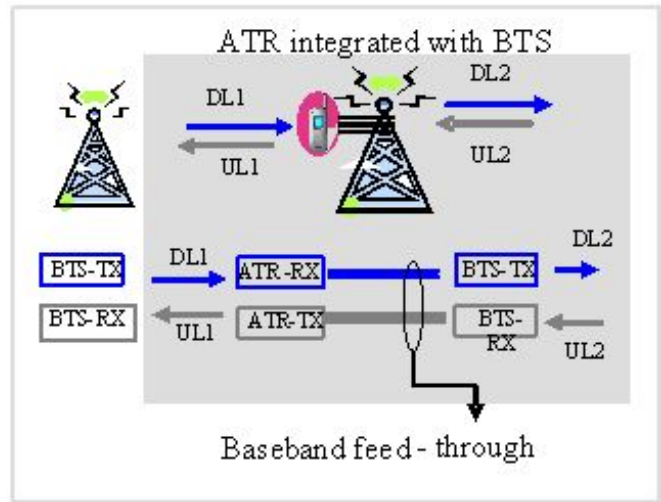 ATR integrated with BTS
DL1
DL2
UL1
UL2
BTS-TX
DL1
ATR-RX
BTS-TX
DL2
BTS-RX
UL1
ATR-TX
BTS-
RX
UL2
Baseband feed - through